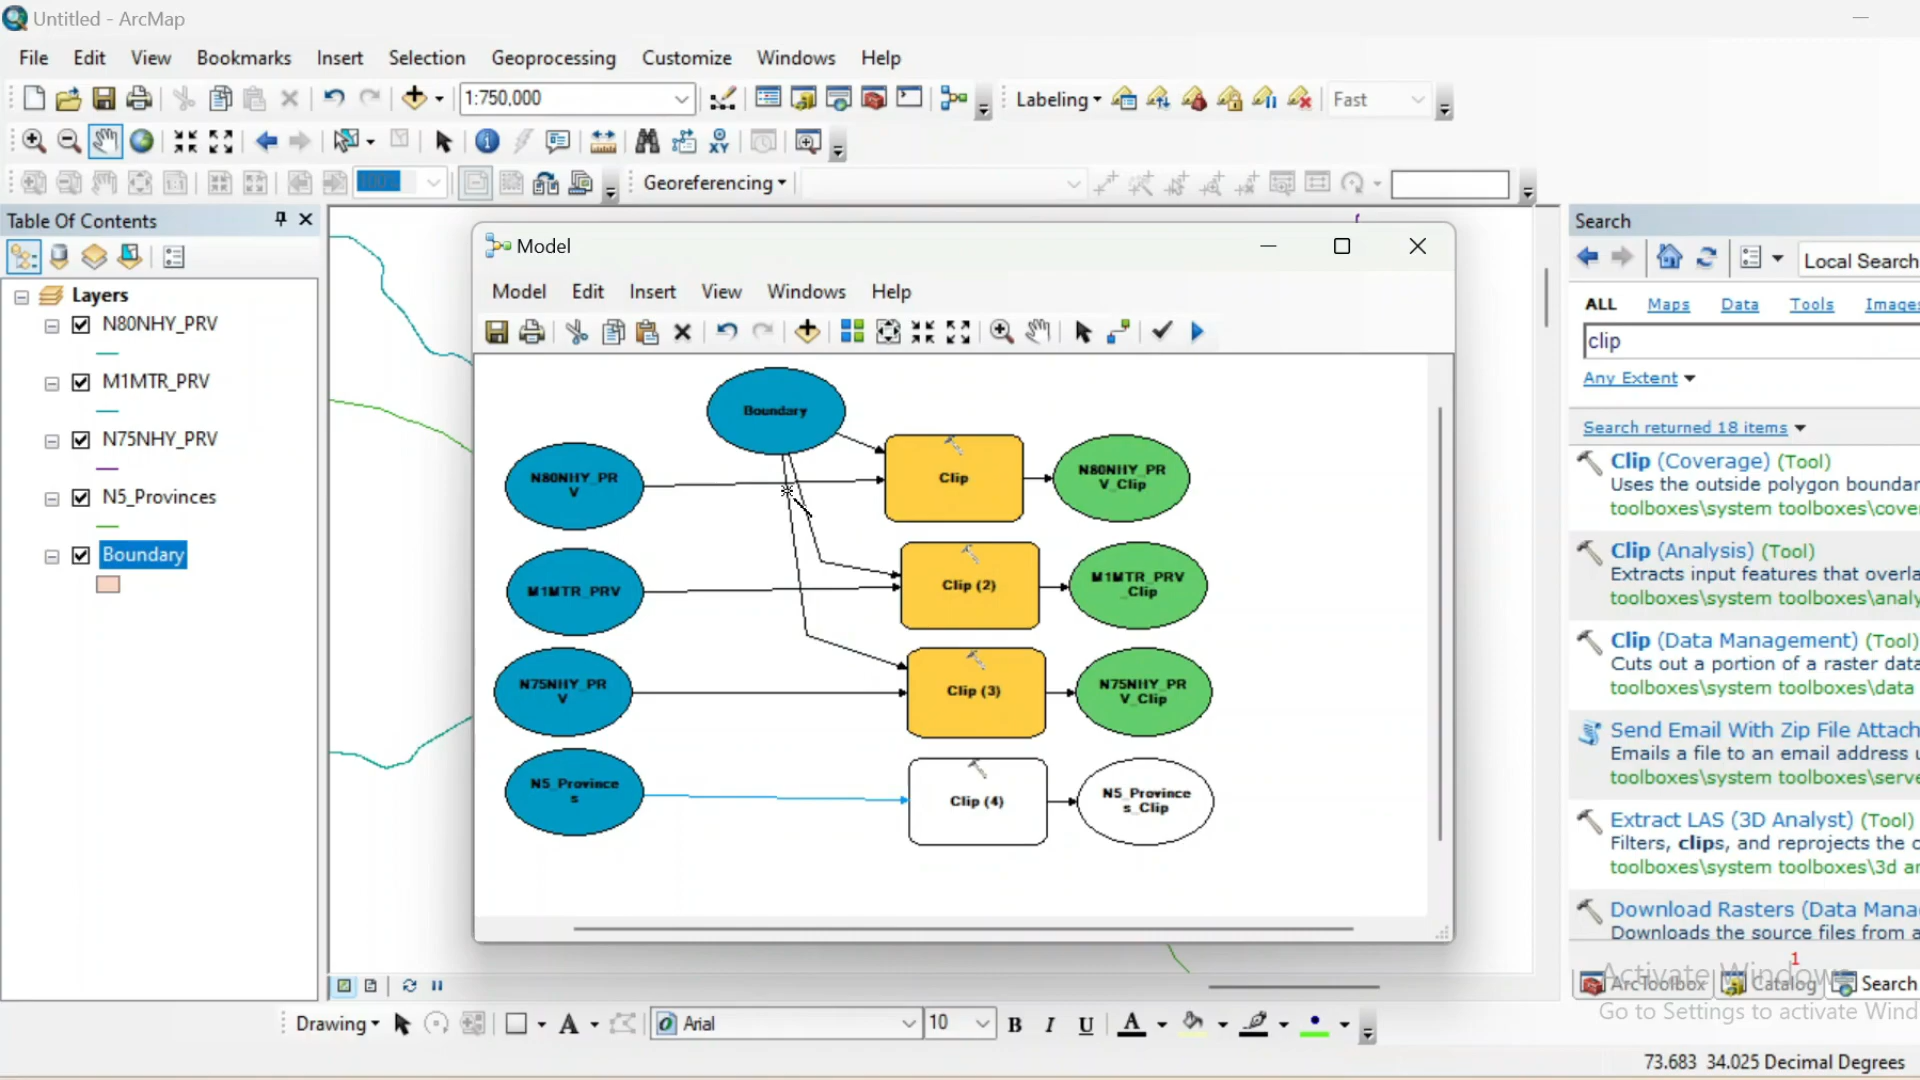 Untitled - ArcMap
File Edit View Bookmarks Insert Selection Geoprocessing Customize Windows Help
1:750,000
Labeling
Fast
Georeferencing
Table Of Contents
Layers
N80NHY_PRV
M1MTR_PRV
N75NHY_PRV
N5_Provinces
Boundary
Model
Model Edit Insert View Windows Help
Boundary
N80NHY_PR
V
Clip
N80NHY_PR
V_Clip
M1MTR_PRV
Clip (2)
M1MTR_PRV
_Clip
N75NHY_PR
V
Clip (3)
N75NHY_PR
V_Clip
N5_Province
s
Clip (4)
N5_Province
s_Clip
Search
Local Search
ALL Maps Data Tools Images
clip
Any Extent
Search returned 18 items
Clip (Coverage) (Tool)
Uses the outside polygon boundar
toolboxes\system toolboxes\cove
Clip (Analysis) (Tool)
Extracts input features that overla
toolboxes\system toolboxes\analy
Clip (Data Management) (Tool)
Cuts out a portion of a raster data
toolboxes\system toolboxes\data
Send Email With Zip File Attach
Emails a file to an email address u
toolboxes\system toolboxes\serve
Extract LAS (3D Analyst) (Tool)
Filters, clips, and reprojects the c
toolboxes\system toolboxes\3d an
Download Rasters (Data Mana
Downloads the source files from a
1
Activate Windows
ArcToolbox Catalog Search
Go to Settings to activate Wind
Drawing
Arial
10
B I U A
73.683 34.025 Decimal Degrees